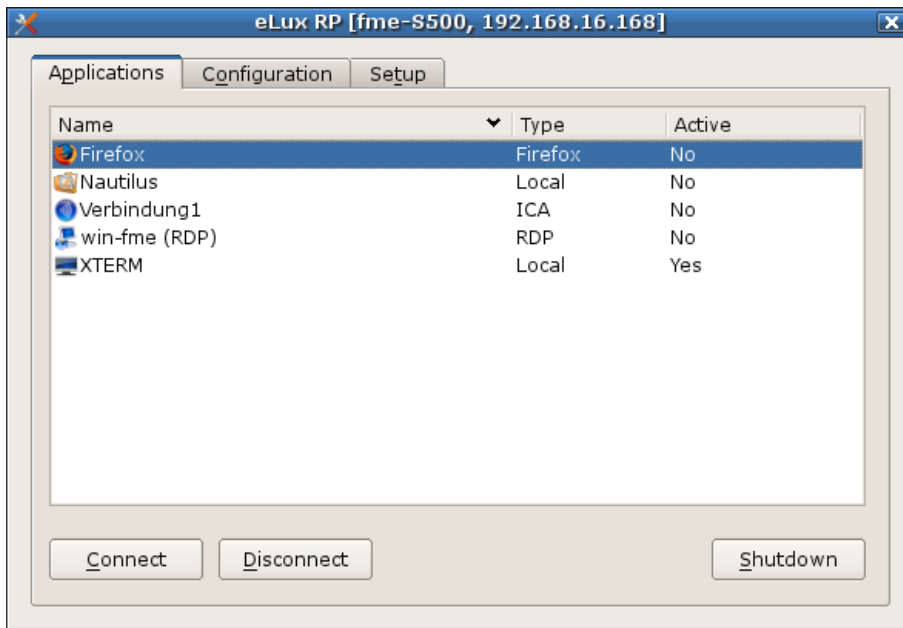 eLux RP [fme-S500, 192.168.16.168]
Applications Configuration Setup
Name Type Active
Firefox Firefox No
Nautilus Local No
Verbindung1 ICA No
win-fme (RDP) RDP No
XTERM Local Yes
Connect Disconnect Shutdown